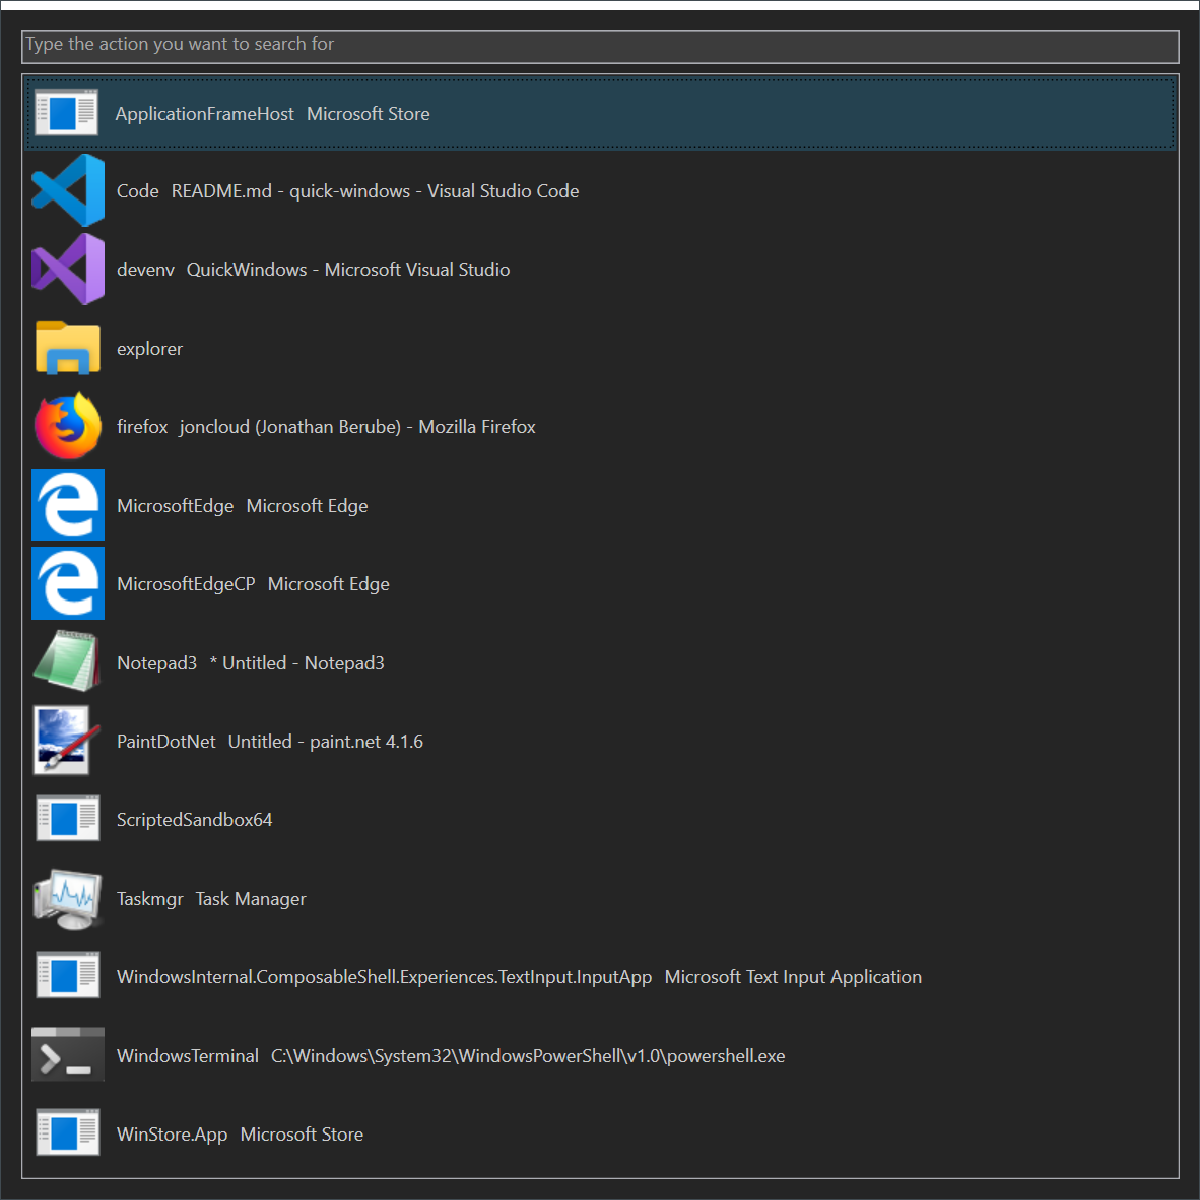 Type the action you want to search for
ApplicationFrameHost Microsoft Store
Code README.md - quick-windows - Visual Studio Code
devenv QuickWindows - Microsoft Visual Studio
explorer
firefox joncloud (Jonathan Berube) - Mozilla Firefox
MicrosoftEdge Microsoft Edge
MicrosoftEdgeCP Microsoft Edge
Notepad3 * Untitled - Notepad3
PaintDotNet Untitled - paint.net 4.1.6
ScriptedSandbox64
Taskmgr Task Manager
WindowsInternal.ComposableShell.Experiences.TextInput.InputApp Microsoft Text Input Application
WindowsTerminal C:\Windows\System32\WindowsPowerShell\v1.0\powershell.exe
WinStore.App Microsoft Store